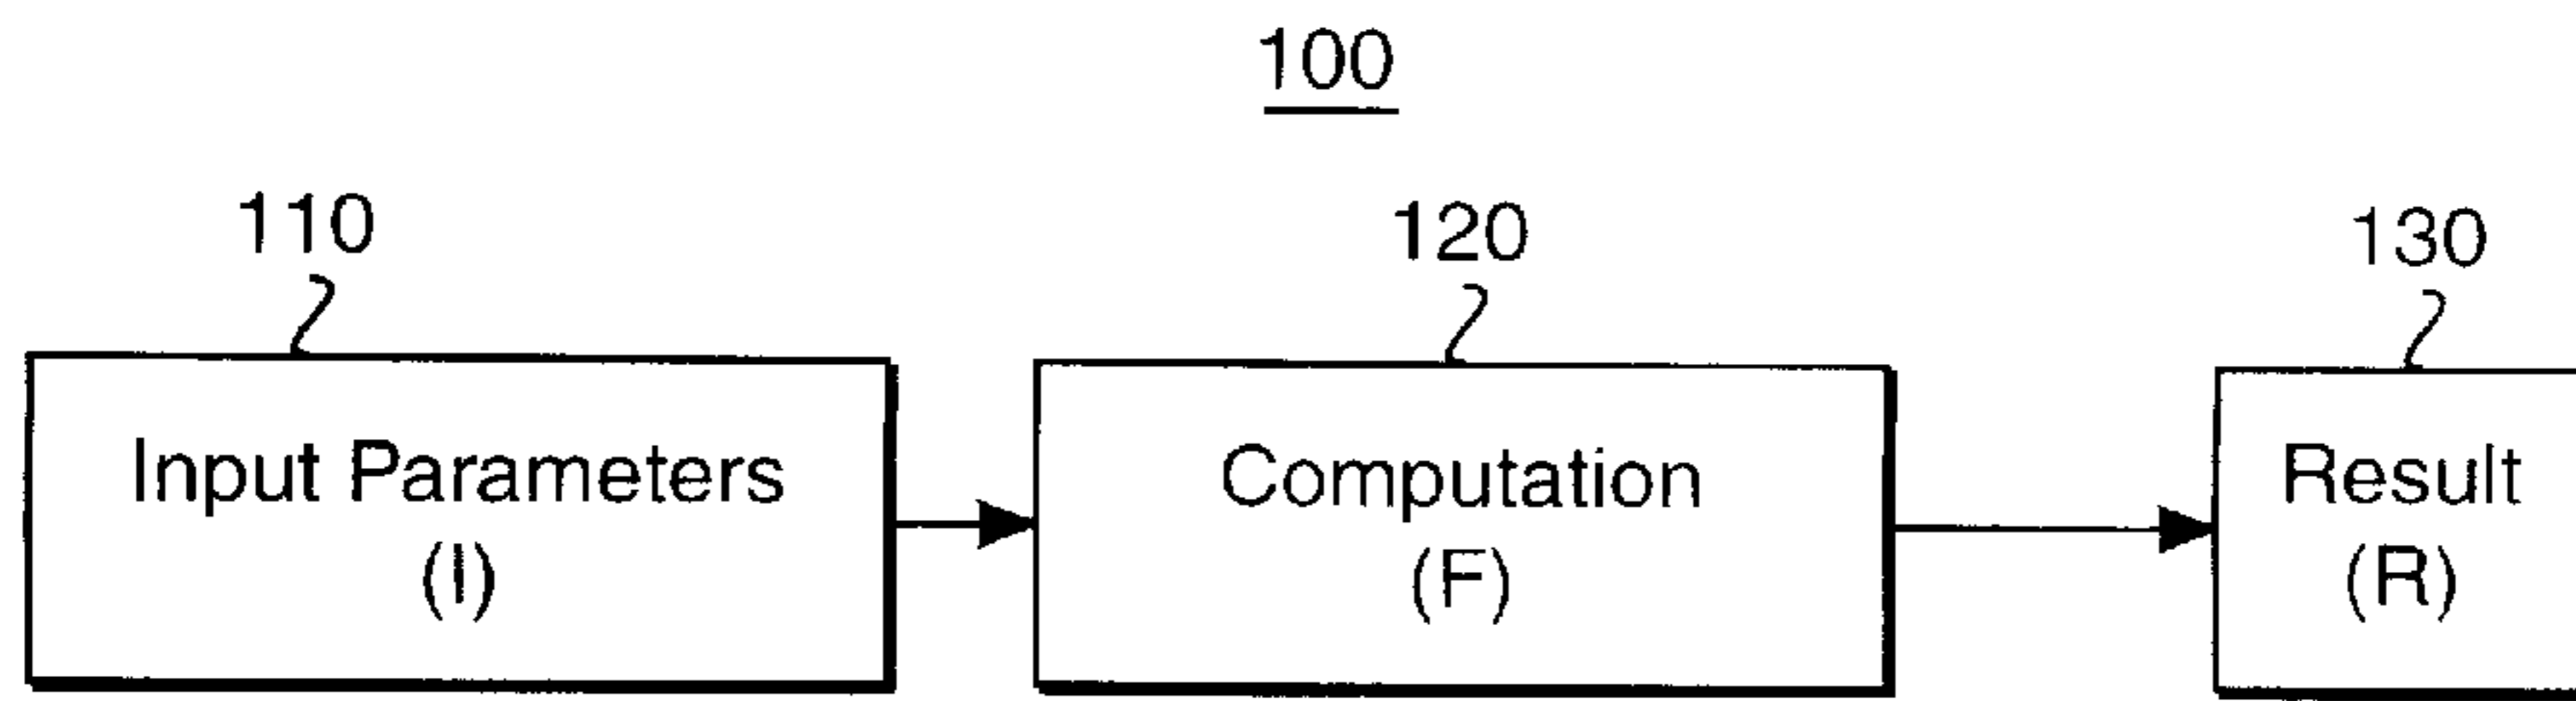 100
110
120
130
Input Parameters
(I)
Computation
(F)
Result
(R)